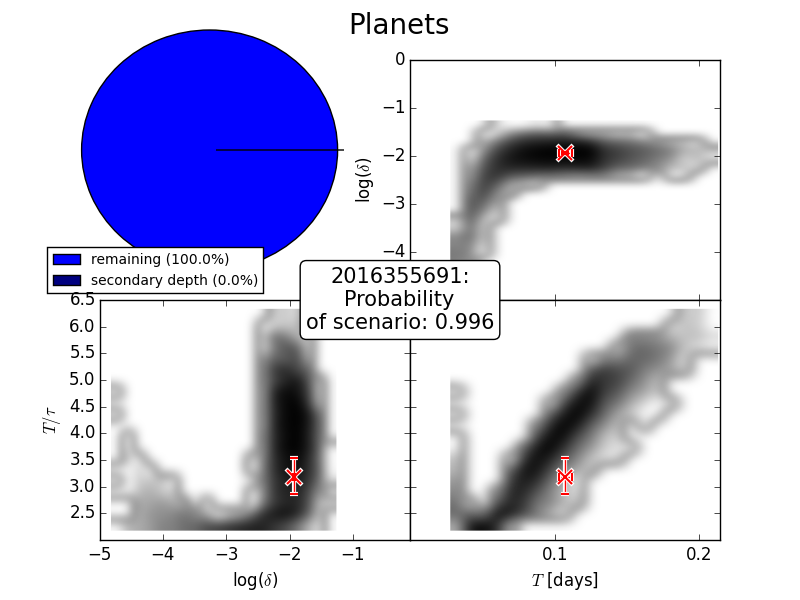 Planets
0
−1
−2
−3
−4
log(δ)
remaining (100.0%)
secondary depth (0.0%)
2016355691:
Probability
of scenario: 0.996
6.5
6.0
5.5
5.0
4.5
4.0
3.5
3.0
2.5
T/τ
−5
−4
−3
−2
−1
log(δ)
0.1
0.2
T [days]